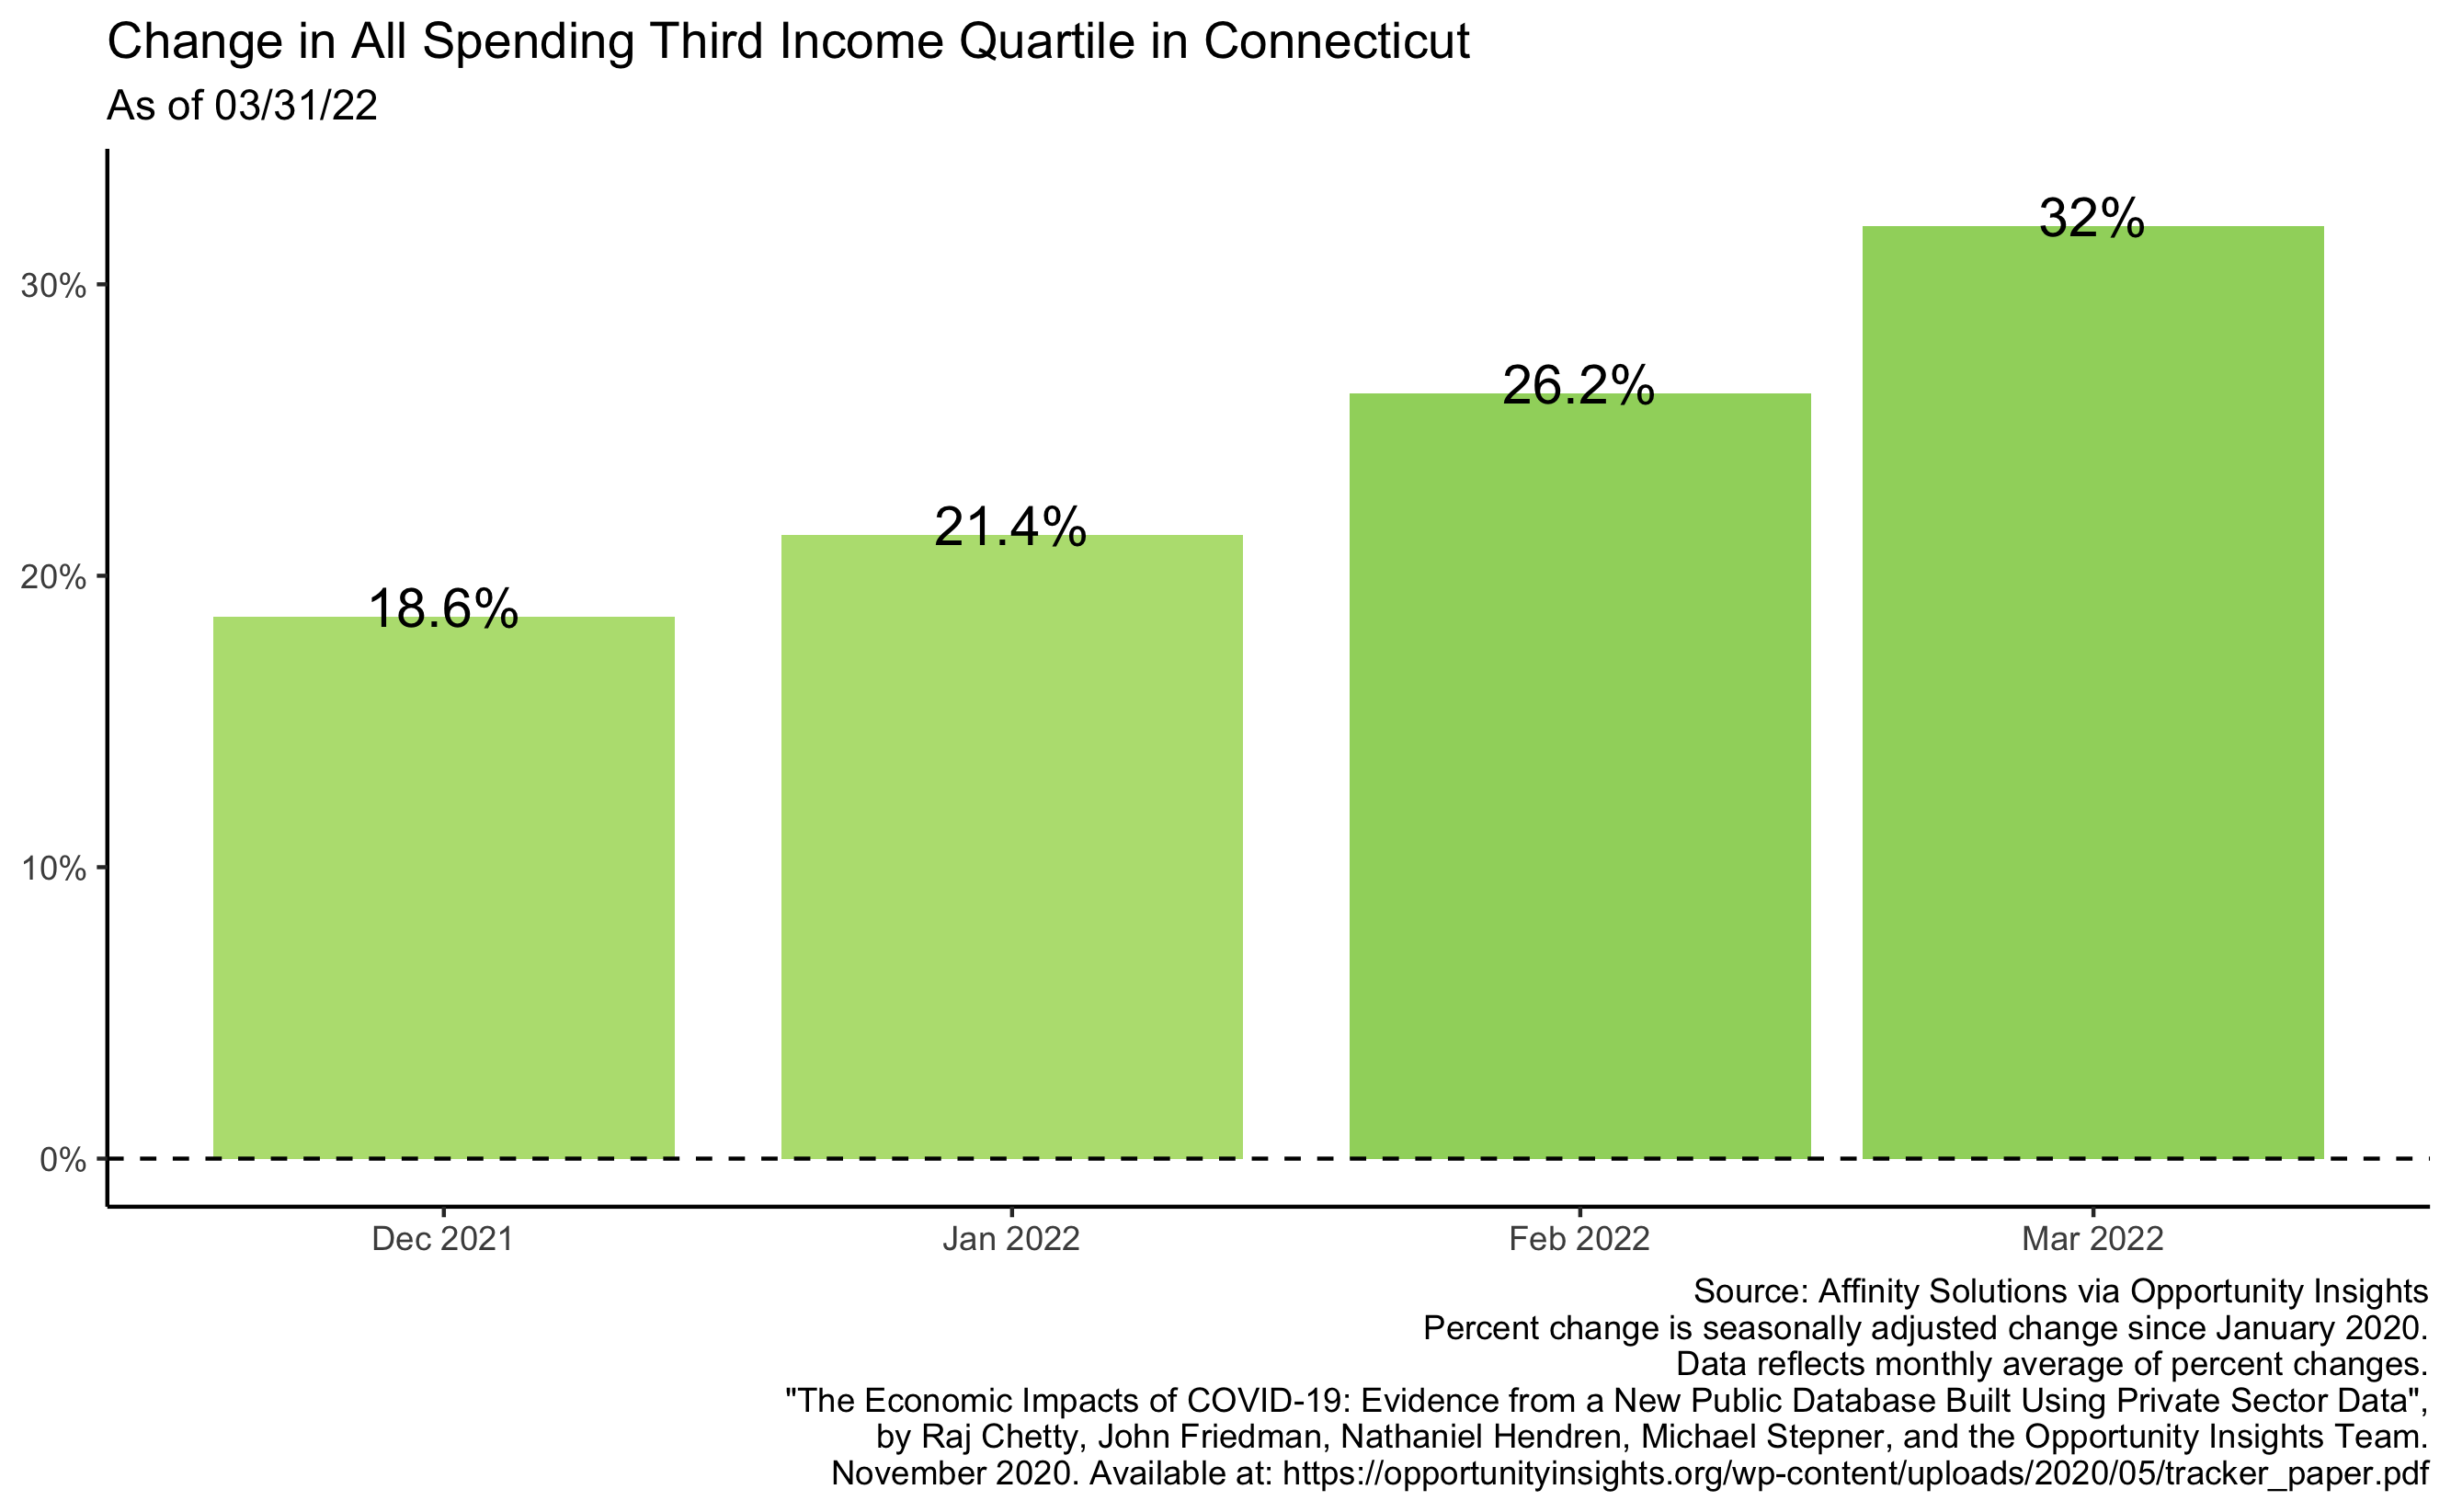 Change in All Spending Third Income Quartile in Connecticut
As of 03/31/22
32%
30%
26.2%
21.4%
20%
18.6%
10%
0%
Dec 2021 Jan 2022 Feb 2022 Mar 2022
Source: Affinity Solutions via Opportunity Insights
Percent change is seasonally adjusted change since January 2020.
Data reflects monthly average of percent changes.
"The Economic Impacts of COVID-19: Evidence from a New Public Database Built Using Private Sector Data",
by Raj Chetty, John Friedman, Nathaniel Hendren, Michael Stepner, and the Opportunity Insights Team.
November 2020. Available at: https://opportunityinsights.org/wp-content/uploads/2020/05/tracker_paper.pdf